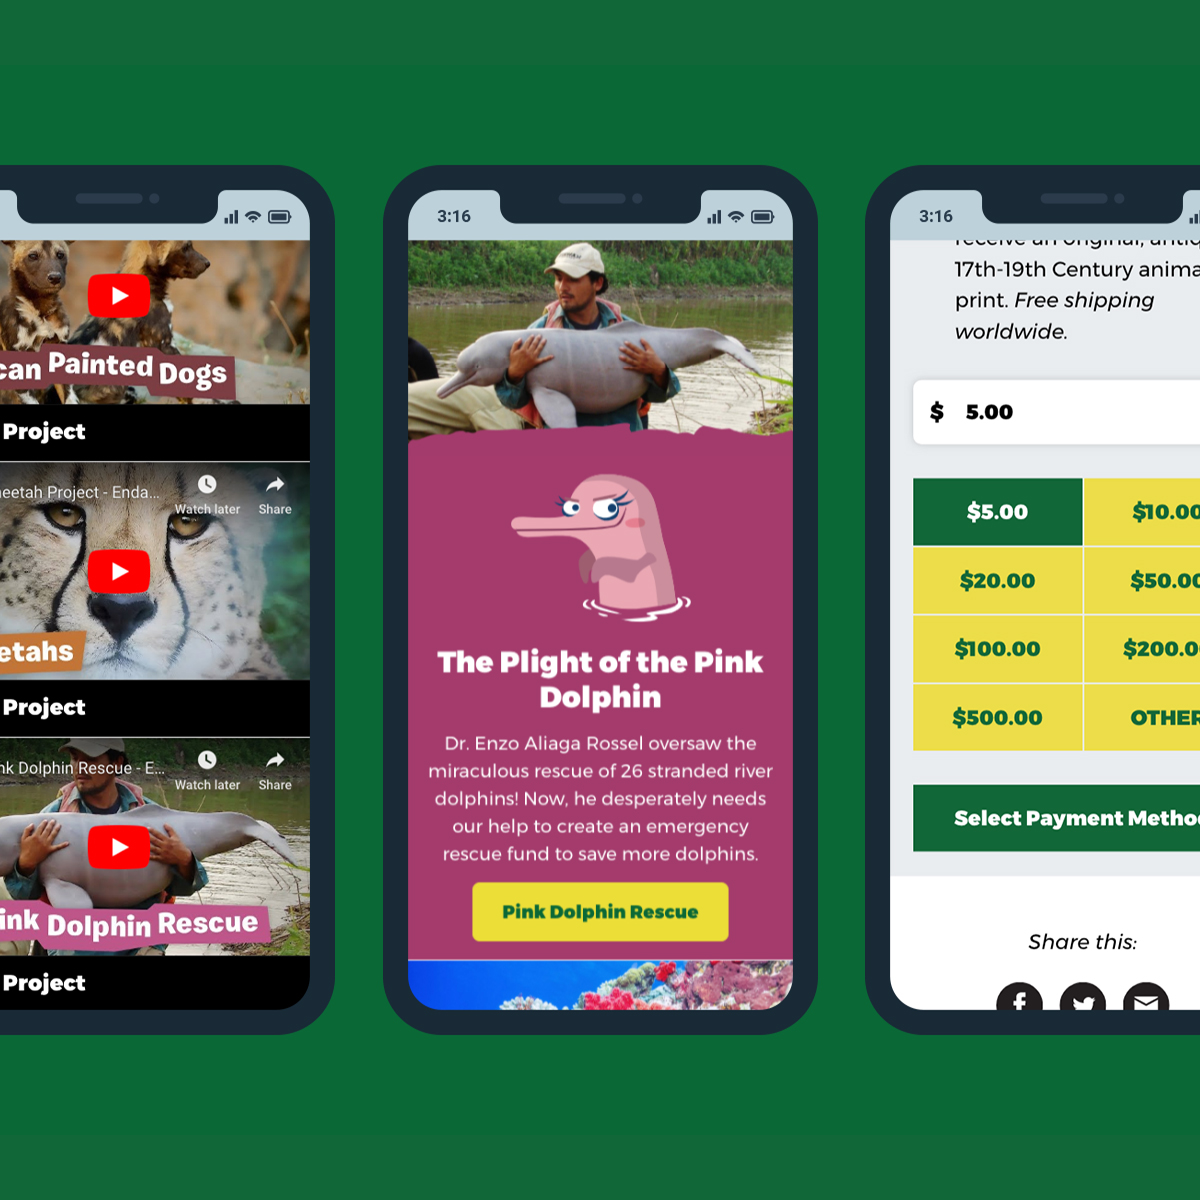 can Painted Dogs
Project
eetah Project - Enda...
Watch later
Share
etahs
Project
nk Dolphin Rescue - E...
Watch later
Share
ink Dolphin Rescue
Project
3:16
The Plight of the Pink
Dolphin
Dr. Enzo Aliaga Rossel oversaw the
miraculous rescue of 26 stranded river
dolphins! Now, he desperately needs
our help to create an emergency
rescue fund to save more dolphins.
Pink Dolphin Rescue
3:16
receive an original, antiq
17th-19th Century anima
print. Free shipping
worldwide.
$ 5.00
$5.00
$10.00
$20.00
$50.00
$100.00
$200.0
$500.00
OTHER
Select Payment Metho
Share this: